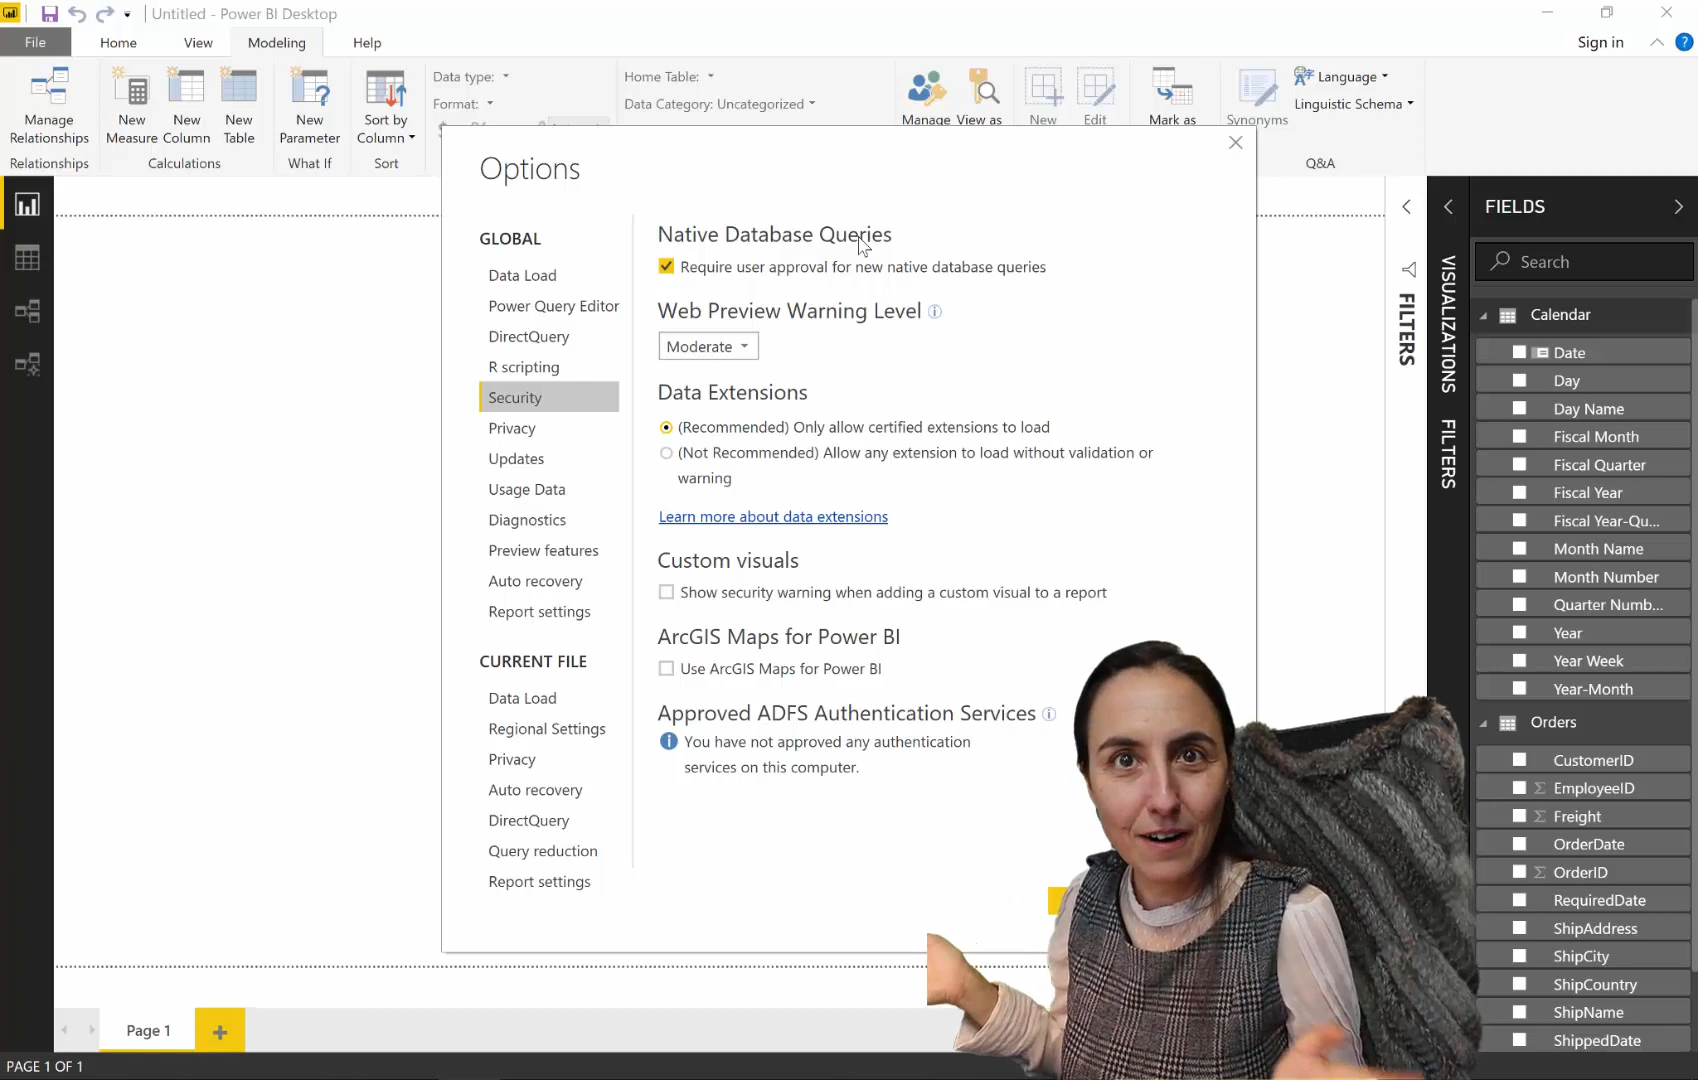 Untitled - Power BI Desktop
File
Home
View
Modeling
Help
Sign in
?
Manage
Relationships
New
Measure
New
Column
New
Table
New
Parameter
Sort by
Column
Data type:
Format:
Home Table:
Data Category: Uncategorized
Manage
View as
New
Edit
Mark as
Synonyms
Language
Linguistic Schema
Relationships
Calculations
What If
Sort
Q&A
Options
GLOBAL
Data Load
Power Query Editor
DirectQuery
R scripting
Security
Privacy
Updates
Usage Data
Diagnostics
Preview features
Auto recovery
Report settings
CURRENT FILE
Data Load
Regional Settings
Privacy
Auto recovery
DirectQuery
Query reduction
Report settings
Native Database Queries
Require user approval for new native database queries
Web Preview Warning Level
Moderate
Data Extensions
(Recommended) Only allow certified extensions to load
(Not Recommended) Allow any extension to load without validation or
warning
Learn more about data extensions
Custom visuals
Show security warning when adding a custom visual to a report
ArcGIS Maps for Power BI
Use ArcGIS Maps for Power BI
Approved ADFS Authentication Services
You have not approved any authentication
services on this computer.
FILTERS
VISUALIZATIONS
FILTERS
FIELDS
Search
Calendar
Date
Day
Day Name
Fiscal Month
Fiscal Quarter
Fiscal Year
Fiscal Year-Qu...
Month Name
Month Number
Quarter Numb...
Year
Year Week
Year-Month
Orders
CustomerID
Σ EmployeeID
Σ Freight
OrderDate
Σ OrderID
RequiredDate
ShipAddress
ShipCity
ShipCountry
ShipName
ShippedDate
Page 1
PAGE 1 OF 1